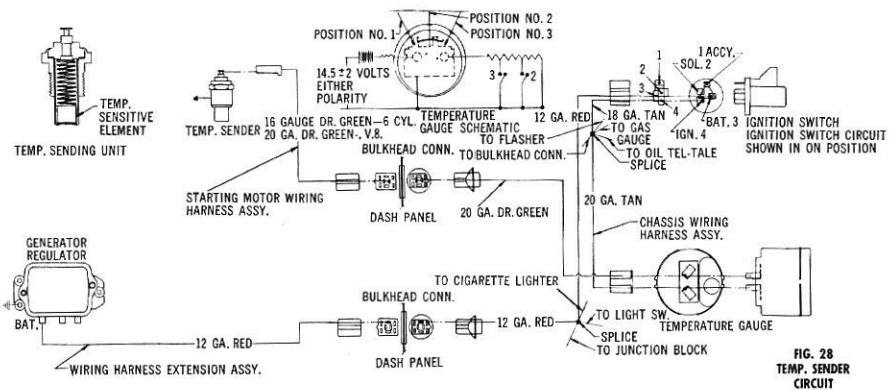 POSITION NO. 1
POSITION NO. 2
POSITION NO. 3
14.5 ± 2 VOLTS
EITHER
POLARITY
3
2
TEMPERATURE
GAUGE SCHEMATIC
TEMP.
SENSITIVE
ELEMENT
TEMP. SENDING UNIT
TEMP. SENDER
16 GAUGE DR. GREEN—6 CYL.
20 GA. DR. GREEN-, V.8.
12 GA. RED
18 GA. TAN
1
2
3
4
1 ACCY.
SOL. 2
BAT. 3
IGN. 4
IGNITION SWITCH
IGNITION SWITCH CIRCUIT
SHOWN IN ON POSITION
TO FLASHER
TO GAS
GAUGE
TO BULKHEAD CONN.
TO OIL TEL-TALE
SPLICE
BULKHEAD CONN.
STARTING MOTOR WIRING
HARNESS ASSY.
DASH PANEL
20 GA. DR. GREEN
20 GA. TAN
CHASSIS WIRING
HARNESS ASSY.
GENERATOR
REGULATOR
BAT.
12 GA. RED
WIRING HARNESS EXTENSION ASSY.
BULKHEAD CONN.
DASH PANEL
12 GA. RED
TO CIGARETTE LIGHTER
TO LIGHT SW.
SPLICE
TO JUNCTION BLOCK
TEMPERATURE GAUGE
FIG. 28
TEMP. SENDER
CIRCUIT